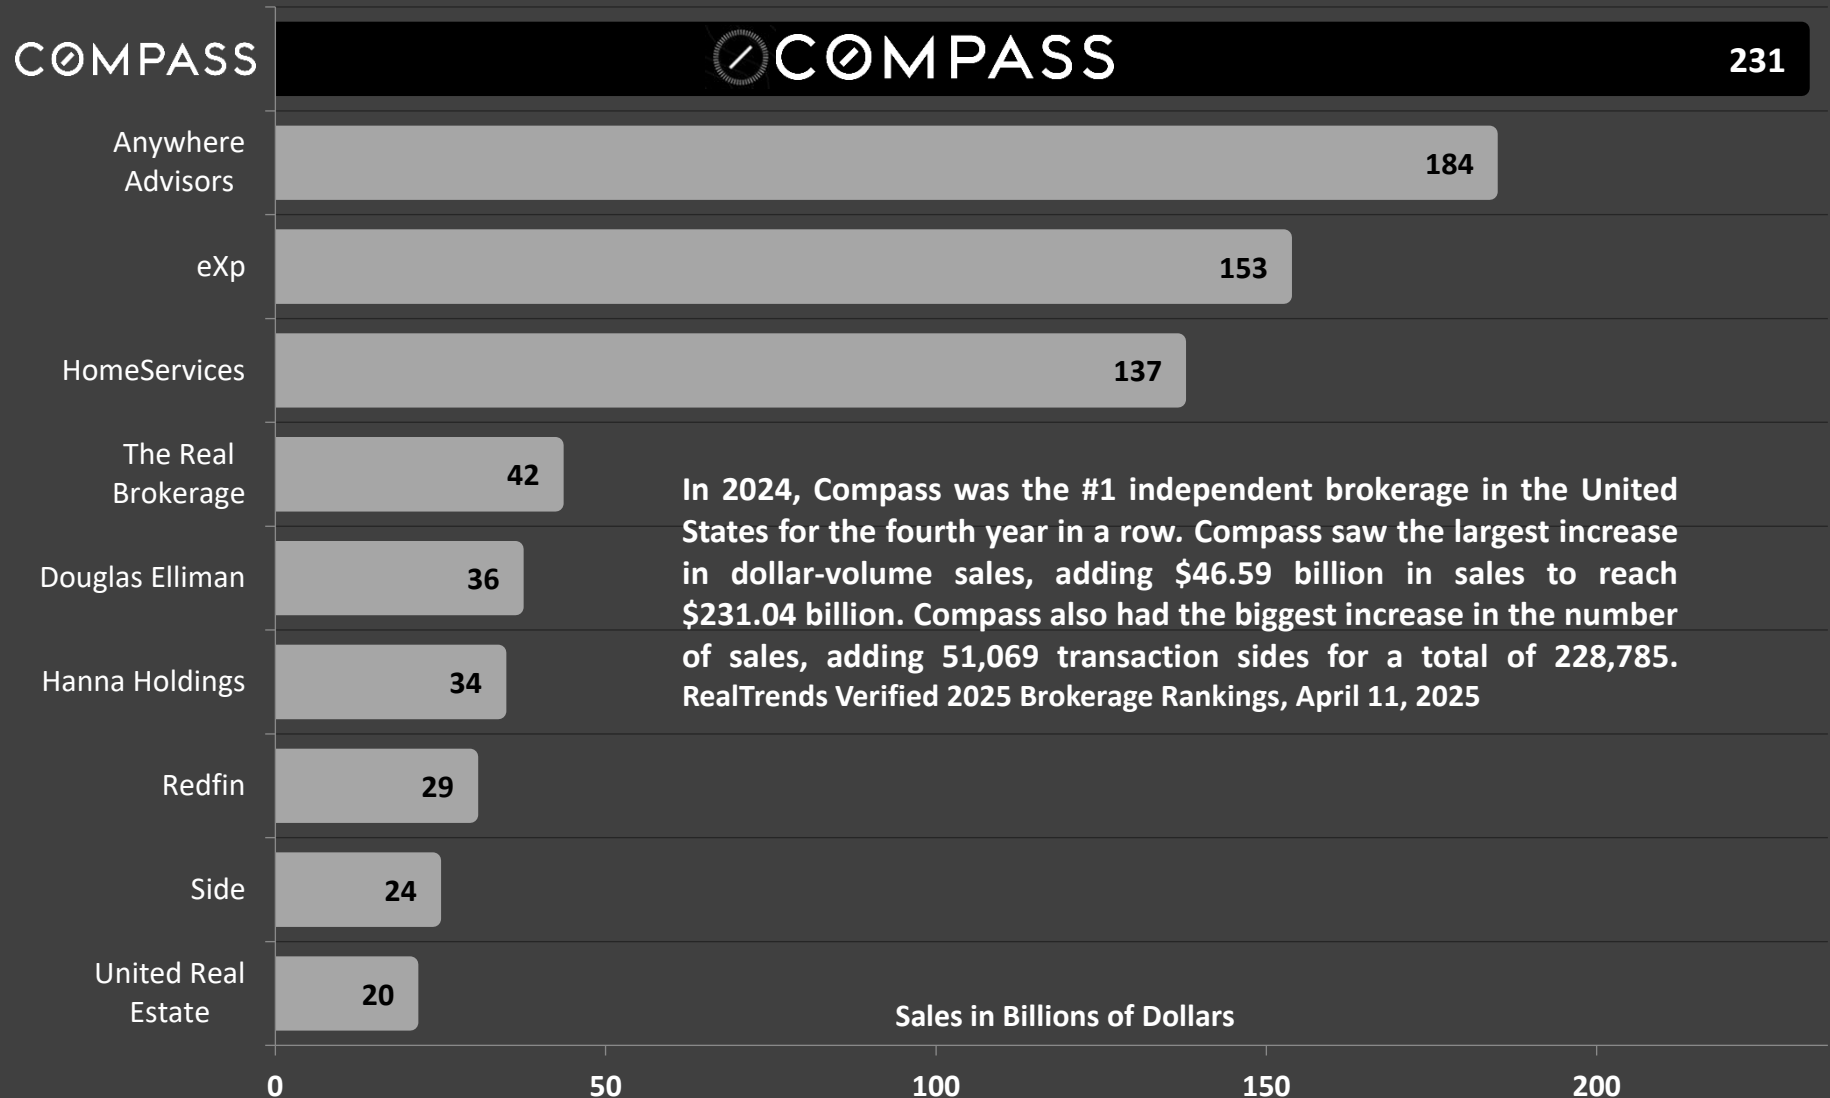 COMPASS
COMPASS
231
Anywhere
Advisors
184
eXp
153
HomeServices
137
The Real
Brokerage
42
In 2024, Compass was the #1 independent brokerage in the United
States for the fourth year in a row. Compass saw the largest increase
in dollar-volume sales, adding $46.59 billion in sales to reach
$231.04 billion. Compass also had the biggest increase in the number
of sales, adding 51,069 transaction sides for a total of 228,785.
RealTrends Verified 2025 Brokerage Rankings, April 11, 2025
Douglas Elliman
36
Hanna Holdings
34
Redfin
29
Side
24
United Real
Estate
20
Sales in Billions of Dollars
0
50
100
150
200